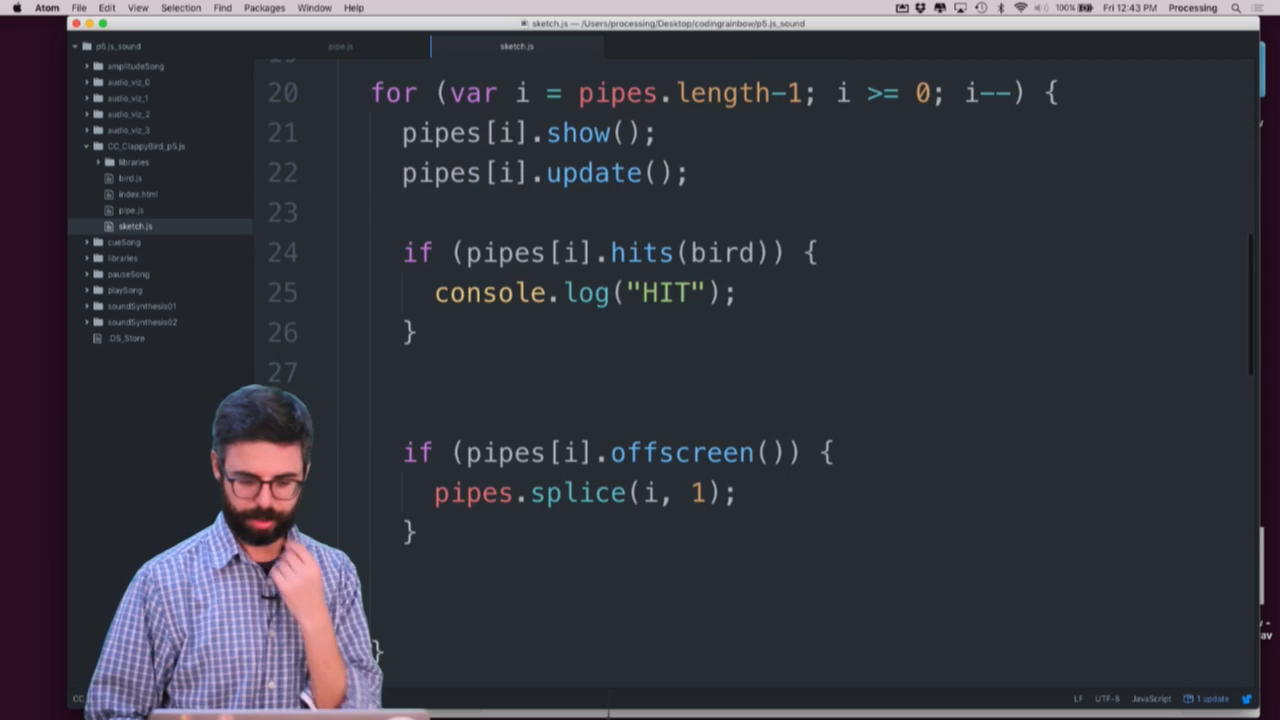 Atom File Edit View Selection Find Packages Window Help 100% Fri 12:43 PM Processing
sketch.js — /Users/processing/Desktop/codingrainbow/p5.js_sound
p5.js_sound pipe.js sketch.js
amplitudeSong
audio_viz_0
audio_viz_1
audio_viz_2
audio_viz_3
CC_ClappyBird_p5.js
libraries
bird.js
index.html
pipe.js
sketch.js
cueSong
libraries
pauseSong
playSong
soundSynthesis01
soundSynthesis02
.DS_Store
20 for (var i = pipes.length-1; i >= 0; i--) {
21 pipes[i].show();
22 pipes[i].update();
23
24 if (pipes[i].hits(bird)) {
25 console.log("HIT");
26 }
27
if (pipes[i].offscreen()) {
pipes.splice(i, 1);
}
}
LF UTF-8 JavaScript 1 update